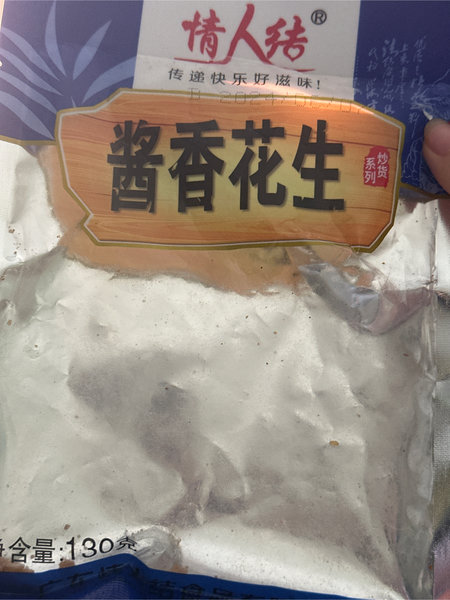 情人结®
传递快乐好滋味!
酱香花生
炒货
系列
含量:130克